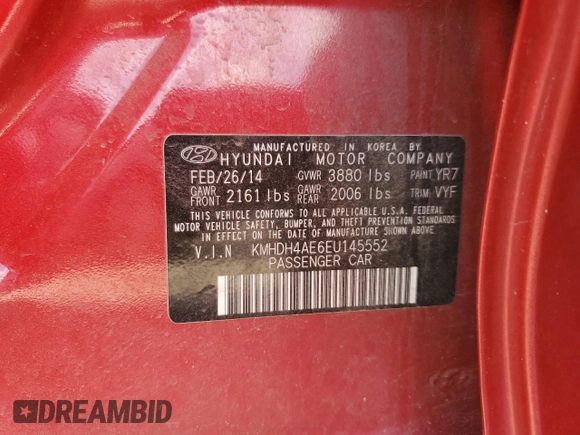 MANUFACTURED IN KOREA BY
HYUNDAI MOTOR COMPANY
FEB/26/14 GVWR 3880 lbs PAINT YR7
GAWR FRONT 2161 lbs GAWR REAR 2006 lbs TRIM VYF
THIS VEHICLE CONFORMS TO ALL APPLICABLE U.S.A. FEDERAL
MOTOR VEHICLE SAFETY, BUMPER, AND THEFT PREVENTION STANDARDS
IN EFFECT ON THE DATE OF MANUFACTURE SHOWN ABOVE.
V.I.N KMHDH4AE6EU145552
PASSENGER CAR
DREAMBID